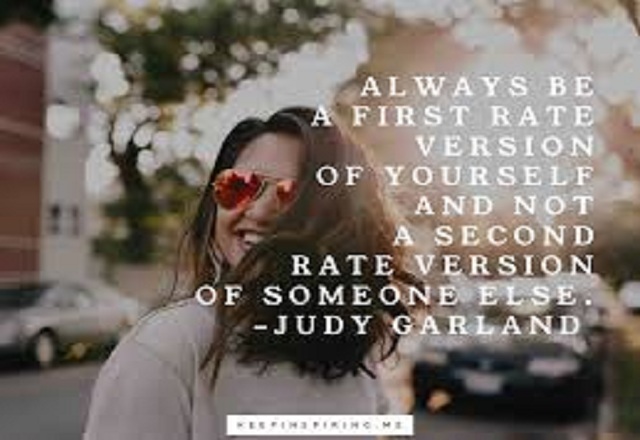 ALWAYS BE
A FIRST RATE
VERSION
OF YOURSELF
AND NOT
A SECOND
RATE VERSION
OF SOMEONE ELSE.
-JUDY GARLAND
KEEPINSPIRING.ME